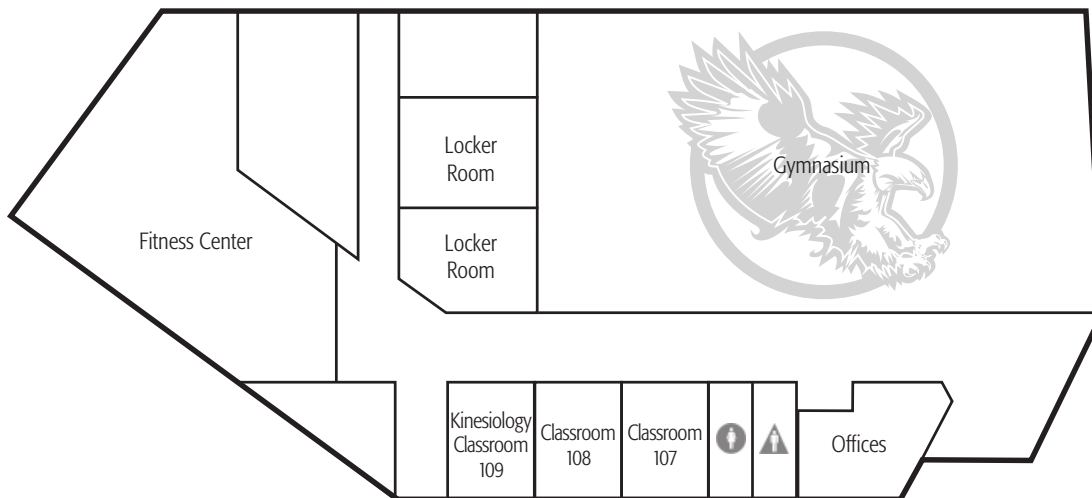 Locker
Room
Gymnasium
Fitness Center
Locker
Room
Kinesiology
Classroom
109
Classroom
108
Classroom
107
Offices